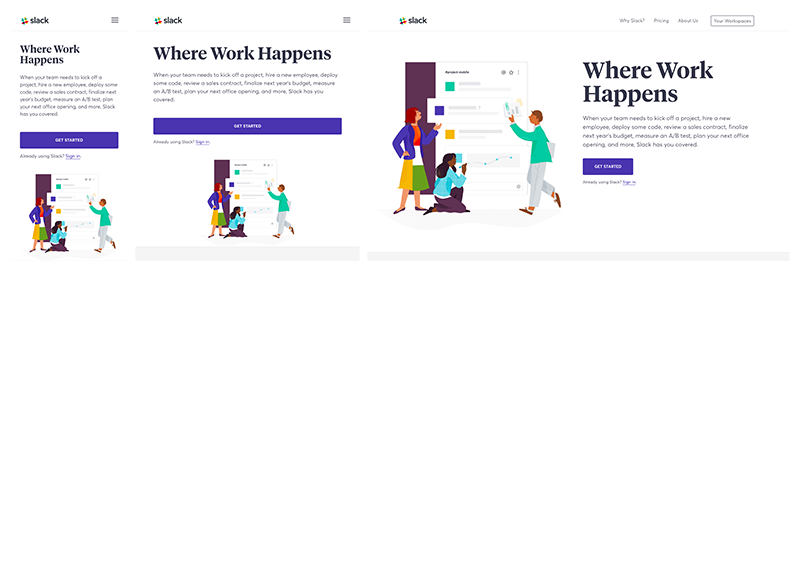 slack
Where Work
Happens
When your team needs to kick off a
project, hire a new employee, deploy some
code, review a sales contract, finalize next
year's budget, measure an A/B test, plan
your next office opening, and more, Slack
has you covered.
GET STARTED
Already using Slack? Sign in.
slack
Where Work Happens
When your team needs to kick off a project, hire a new employee, deploy
some code, review a sales contract, finalize next year's budget, measure
an A/B test, plan your next office opening, and more, Slack has you
covered.
GET STARTED
Already using Slack? Sign in.
slack
Why Slack?
Pricing
About Us
Your Workspaces
#project-mobile
Where Work
Happens
When your team needs to kick off a project, hire a new
employee, deploy some code, review a sales contract, finalize
next year's budget, measure an A/B test, plan your next office
opening, and more, Slack has you covered.
GET STARTED
Already using Slack? Sign in.